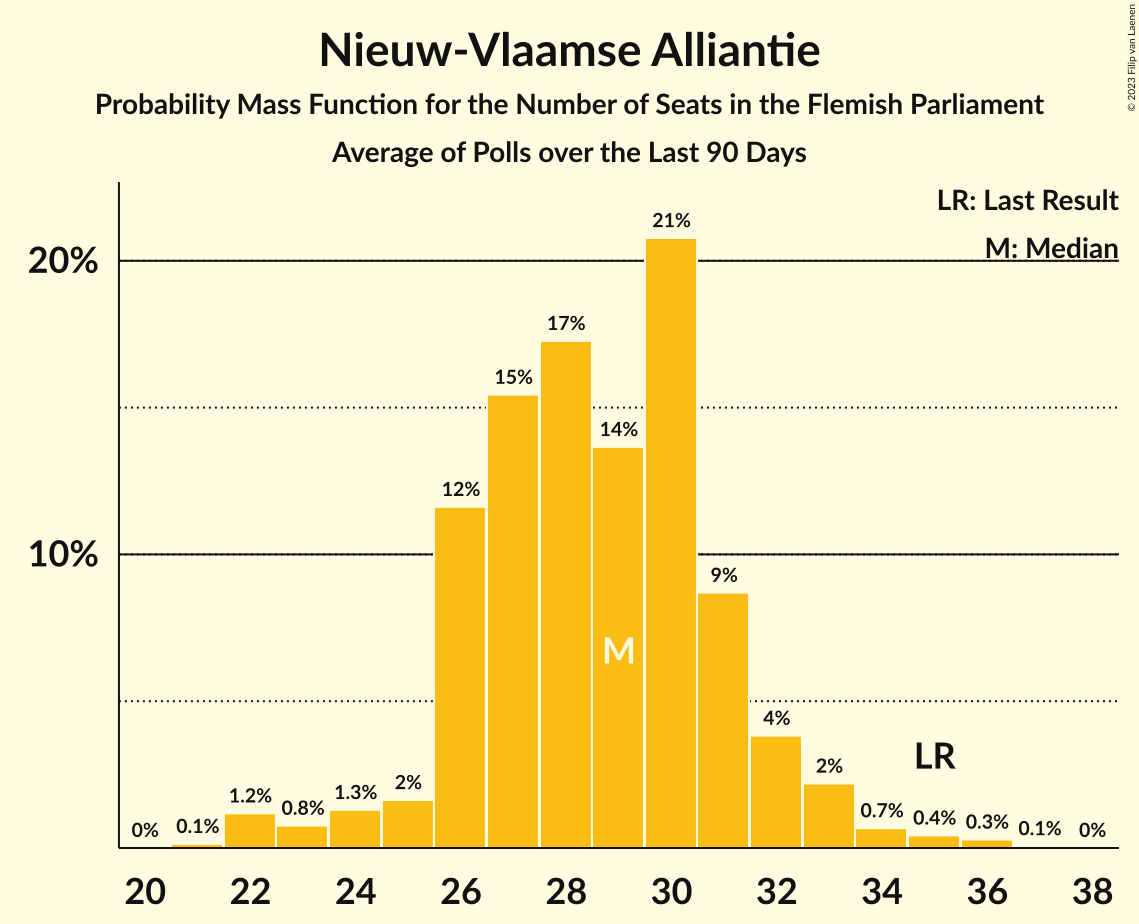 Nieuw-Vlaamse Alliantie
Probability Mass Function for the Number of Seats in the Flemish Parliament
Average of Polls over the Last 90 Days
© 2023 Filip van Laenen
LR: Last Result
M: Median
20%
10%
0%
0.1%
1.2%
0.8%
1.3%
2%
12%
15%
17%
14%
21%
9%
4%
2%
0.7%
0.4%
0.3%
0.1%
0%
M
LR
20 22 24 26 28 30 32 34 36 38